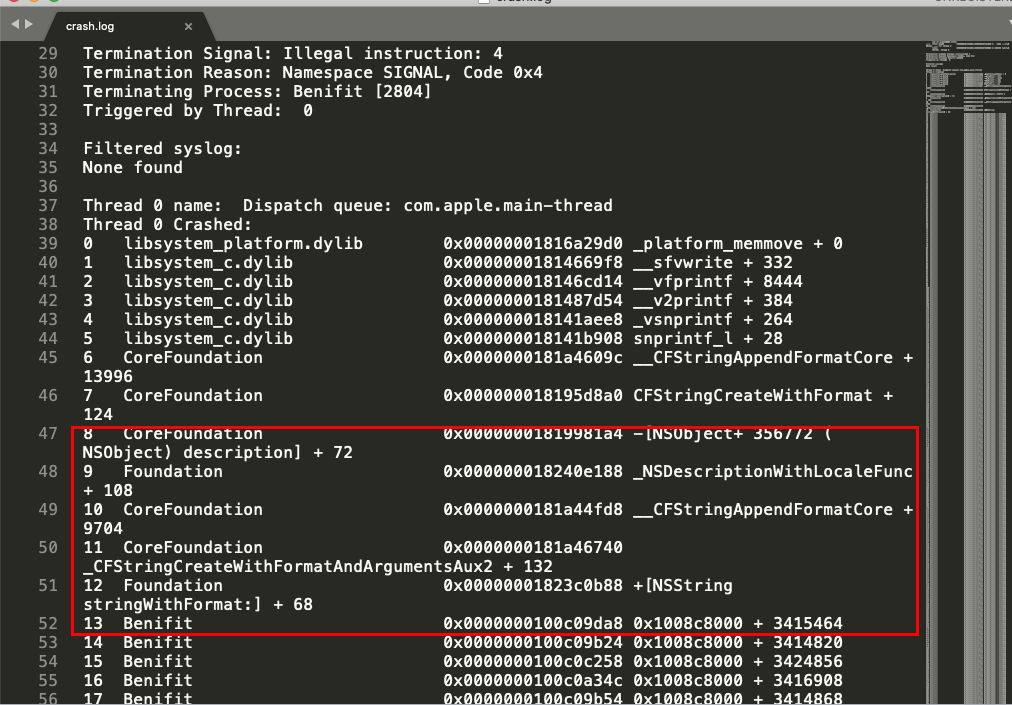 crash.log
29 Termination Signal: Illegal instruction: 4
30 Termination Reason: Namespace SIGNAL, Code 0x4
31 Terminating Process: Benifit [2804]
32 Triggered by Thread:  0
33
34 Filtered syslog:
35 None found
36
37 Thread 0 name:  Dispatch queue: com.apple.main-thread
38 Thread 0 Crashed:
39 0   libsystem_platform.dylib        0x00000001816a29d0 _platform_memmove + 0
40 1   libsystem_c.dylib               0x00000001814669f8 __sfvwrite + 332
41 2   libsystem_c.dylib               0x000000018146cd14 __vfprintf + 8444
42 3   libsystem_c.dylib               0x0000000181487d54 __v2printf + 384
43 4   libsystem_c.dylib               0x000000018141aee8 _vsnprintf + 264
44 5   libsystem_c.dylib               0x000000018141b908 snprintf_l + 28
45 6   CoreFoundation                  0x0000000181a4609c __CFStringAppendFormatCore +
13996
46 7   CoreFoundation                  0x000000018195d8a0 CFStringCreateWithFormat +
124
47 8   CoreFoundation                  0x00000001819981a4 -[NSObject+ 356772 (
NSObject) description] + 72
48 9   Foundation                      0x000000018240e188 _NSDescriptionWithLocaleFunc
+ 108
49 10  CoreFoundation                  0x0000000181a44fd8 __CFStringAppendFormatCore +
9704
50 11  CoreFoundation                  0x0000000181a46740
_CFStringCreateWithFormatAndArgumentsAux2 + 132
51 12  Foundation                      0x00000001823c0b88 +[NSString
stringWithFormat:] + 68
52 13  Benifit                         0x0000000100c09da8 0x1008c8000 + 3415464
53 14  Benifit                         0x0000000100c09b24 0x1008c8000 + 3414820
54 15  Benifit                         0x0000000100c0c258 0x1008c8000 + 3424856
55 16  Benifit                         0x0000000100c0a34c 0x1008c8000 + 3416908
56 17  Benifit                         0x0000000100c09b54 0x1008c8000 + 3414868